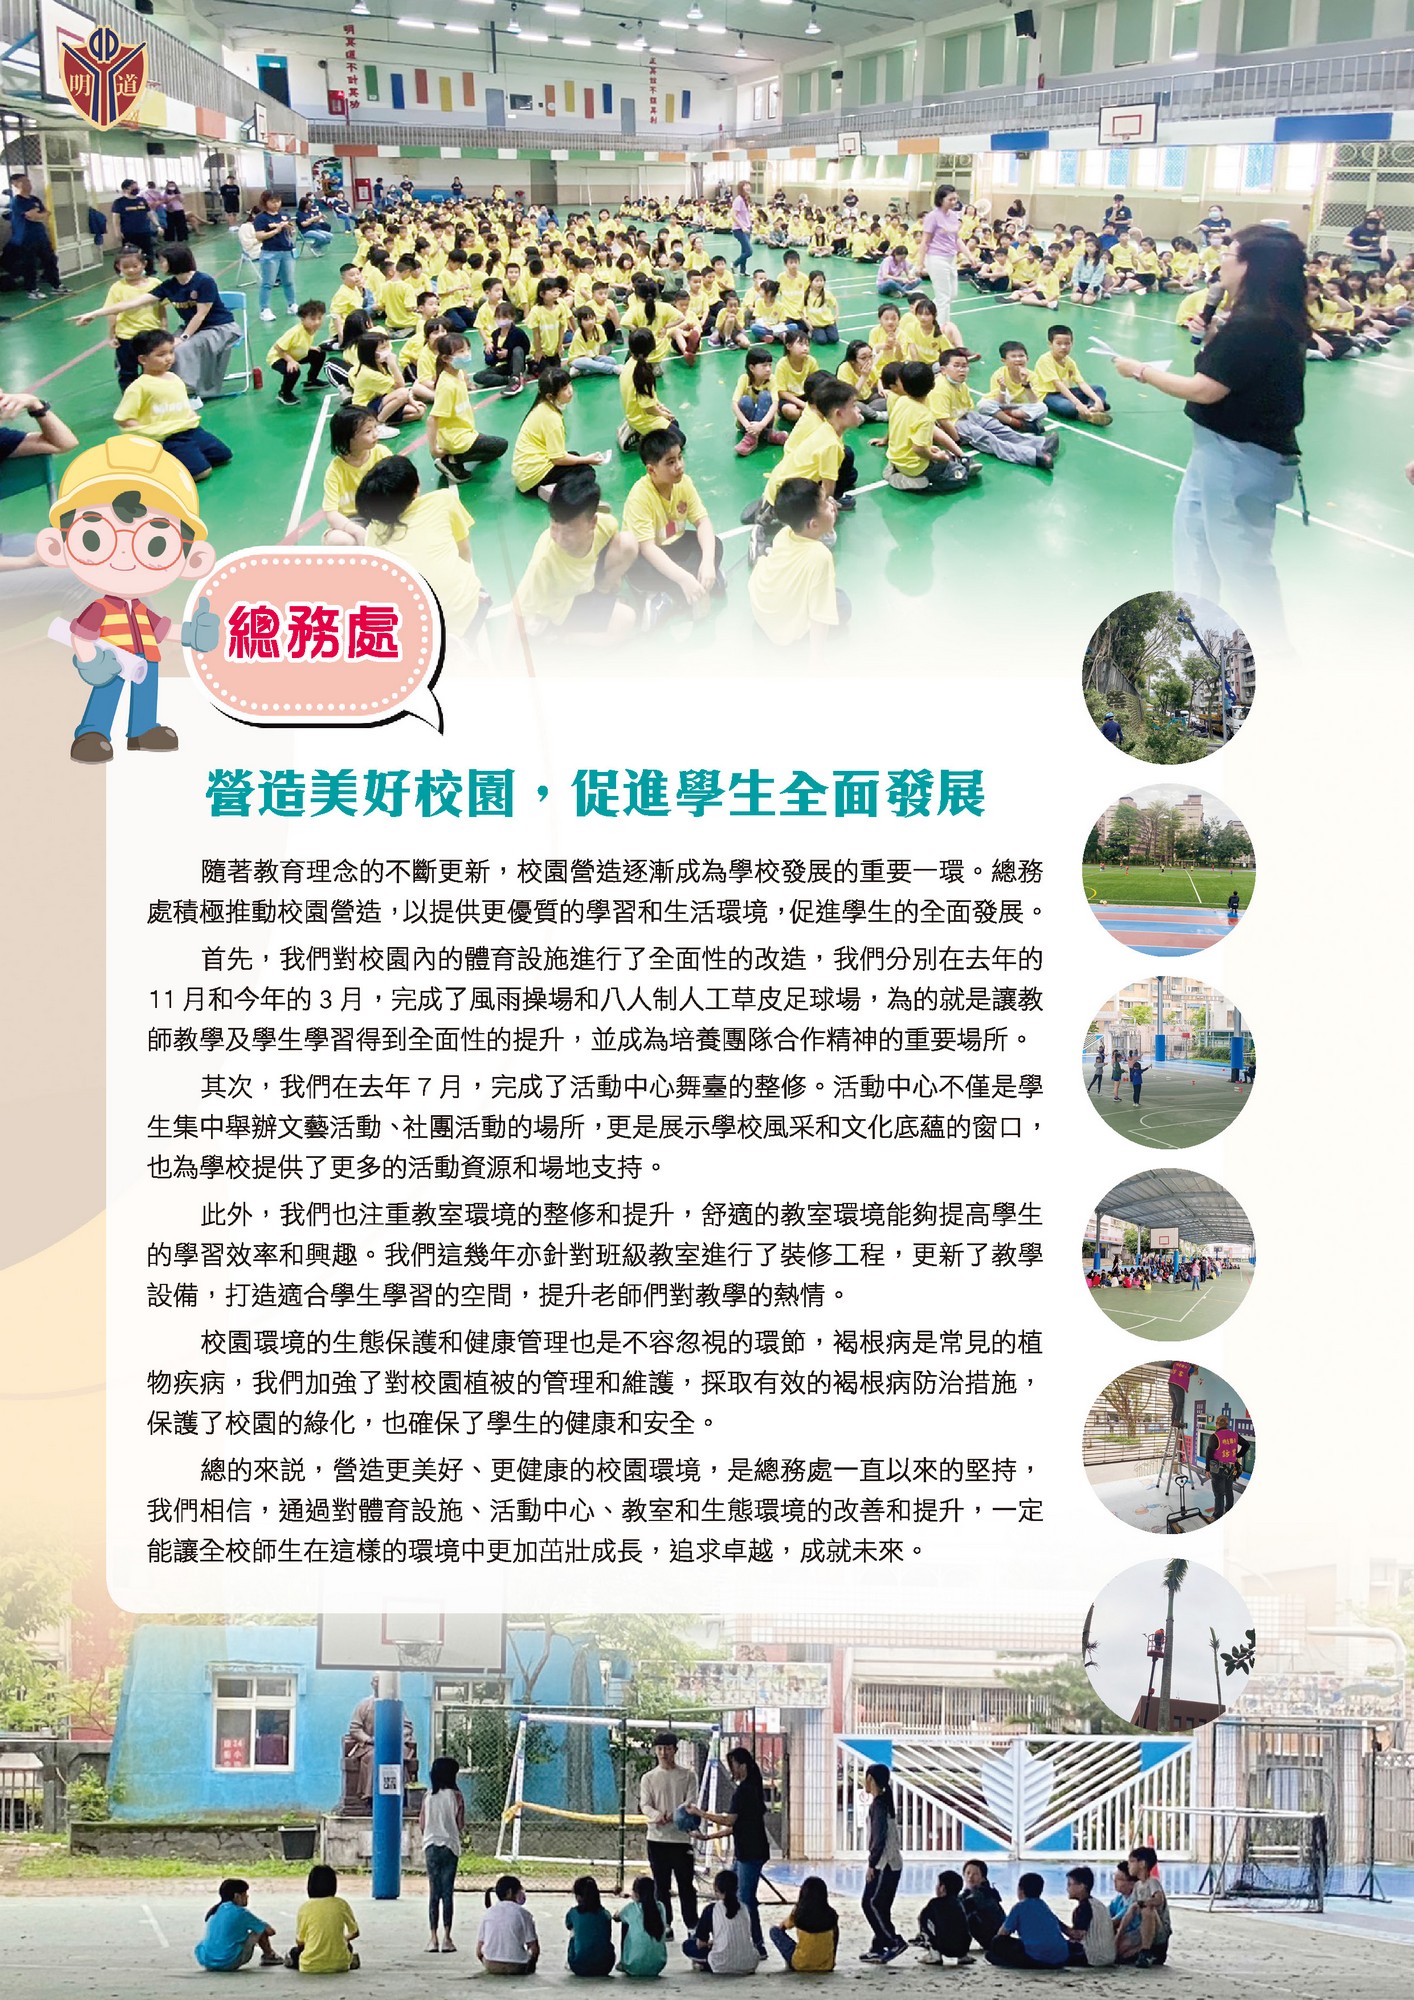 明道
明其道不計其功
正其誼不謀其利
總務處
營造美好校園，促進學生全面發展
隨著教育理念的不斷更新，校園營造逐漸成為學校發展的重要一環。總務
處積極推動校園營造，以提供更優質的學習和生活環境，促進學生的全面發展。
首先，我們對校園內的體育設施進行了全面性的改造，我們分別在去年的
11月和今年的3月，完成了風雨操場和八人制人工草皮足球場，為的就是讓教
師教學及學生學習得到全面性的提升，並成為培養團隊合作精神的重要場所。
其次，我們在去年7月，完成了活動中心舞臺的整修。活動中心不僅是學
生集中舉辦文藝活動、社團活動的場所，更是展示學校風采和文化底蘊的窗口，
也為學校提供了更多的活動資源和場地支持。
此外，我們也注重教室環境的整修和提升，舒適的教室環境能夠提高學生
的學習效率和興趣。我們這幾年亦針對班級教室進行了裝修工程，更新了教學
設備，打造適合學生學習的空間，提升老師們對教學的熱情。
校園環境的生態保護和健康管理也是不容忽視的環節，褐根病是常見的植
物疾病，我們加強了對校園植被的管理和維護，採取有效的褐根病防治措施，
保護了校園的綠化，也確保了學生的健康和安全。
總的來說，營造更美好、更健康的校園環境，是總務處一直以來的堅持，
我們相信，通過對體育設施、活動中心、教室和生態環境的改善和提升，一定
能讓全校師生在這樣的環境中更加茁壯成長，追求卓越，成就未來。